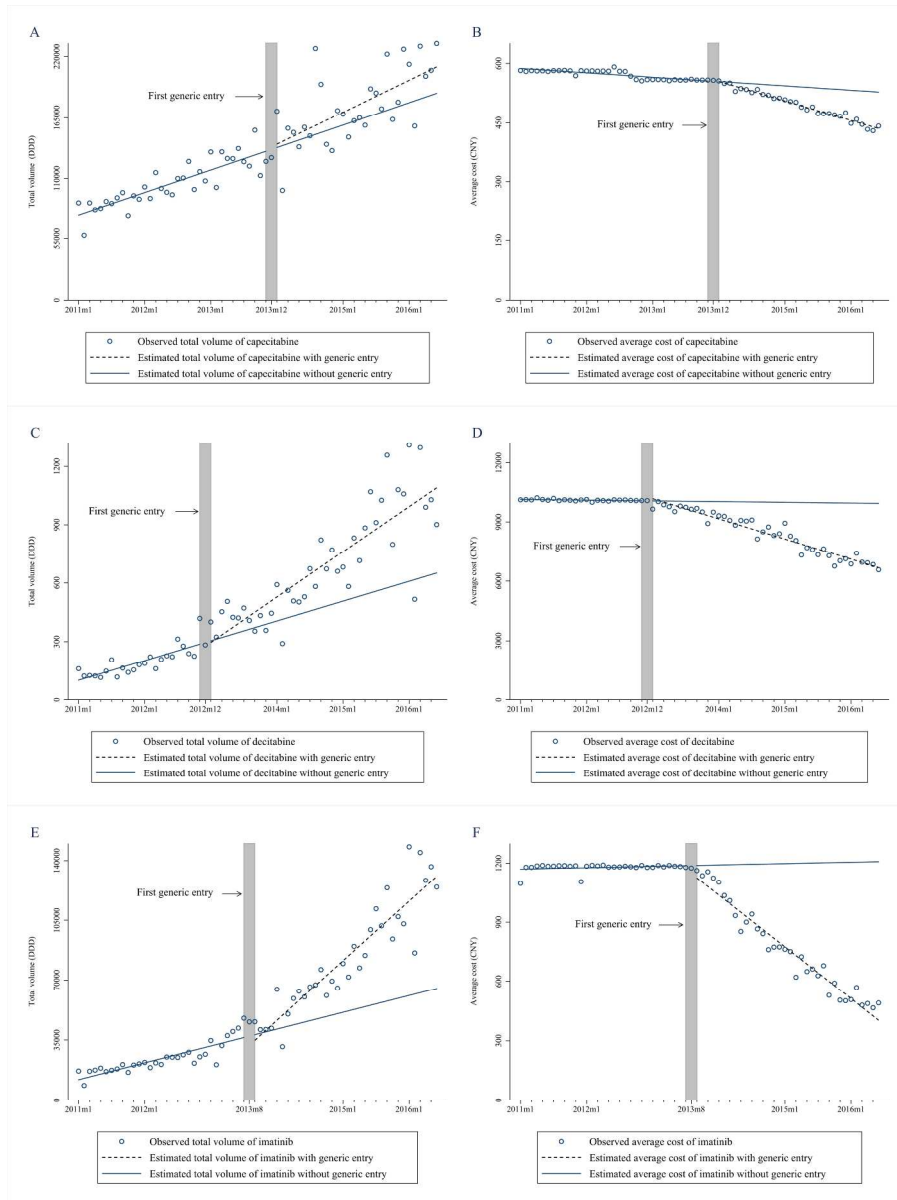 A
Total volume (DDD)
220000
165000
110000
55000
0
First generic entry
2011m1
2012m1
2013m1
2013m12
2015m1
2016m1
Observed total volume of capecitabine
Estimated total volume of capecitabine with generic entry
Estimated total volume of capecitabine without generic entry
B
Average cost (CNY)
600
450
300
150
0
First generic entry
2011m1
2012m1
2013m1
2013m12
2015m1
2016m1
Observed average cost of capecitabine
Estimated average cost of capecitabine with generic entry
Estimated average cost of capecitabine without generic entry
C
Total volume (DDD)
1200
900
600
300
0
First generic entry
2011m1
2012m1
2012m12
2014m1
2015m1
2016m1
Observed total volume of decitabine
Estimated total volume of decitabine with generic entry
Estimated total volume of decitabine without generic entry
D
Average cost (CNY)
12000
9000
6000
3000
0
First generic entry
2011m1
2012m1
2012m12
2014m1
2015m1
2016m1
Observed average cost of decitabine
Estimated average cost of decitabine with generic entry
Estimated average cost of decitabine without generic entry
E
Total volume (DDD)
140000
105000
70000
35000
0
First generic entry
2011m1
2012m1
2013m8
2015m1
2016m1
Observed total volume of imatinib
Estimated total volume of imatinib with generic entry
Estimated total volume of imatinib without generic entry
F
Average cost (CNY)
1200
900
600
300
0
First generic entry
2011m1
2012m1
2013m8
2015m1
2016m1
Observed average cost of imatinib
Estimated average cost of imatinib with generic entry
Estimated average cost of imatinib without generic entry